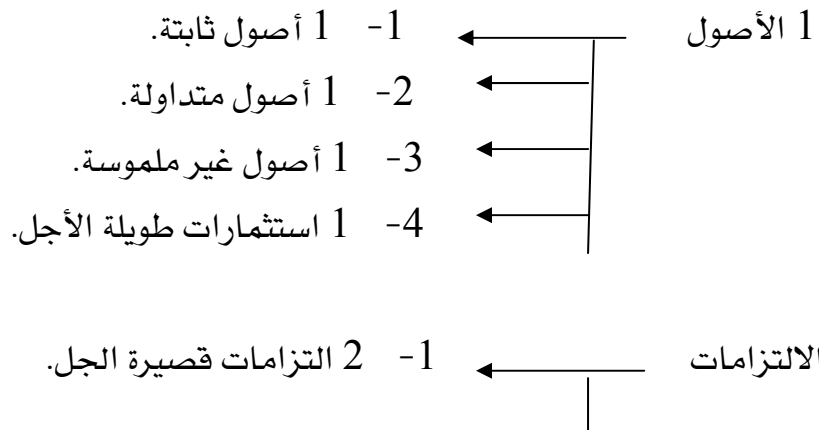 1 الأصول 1- 1 أصول ثابتة.
2- 1 أصول متداولة.
3- 1 أصول غير ملموسة.
4- 1 استثمارات طويلة الأجل.
الالتزامات 1- 2 التزامات قصيرة الجل.